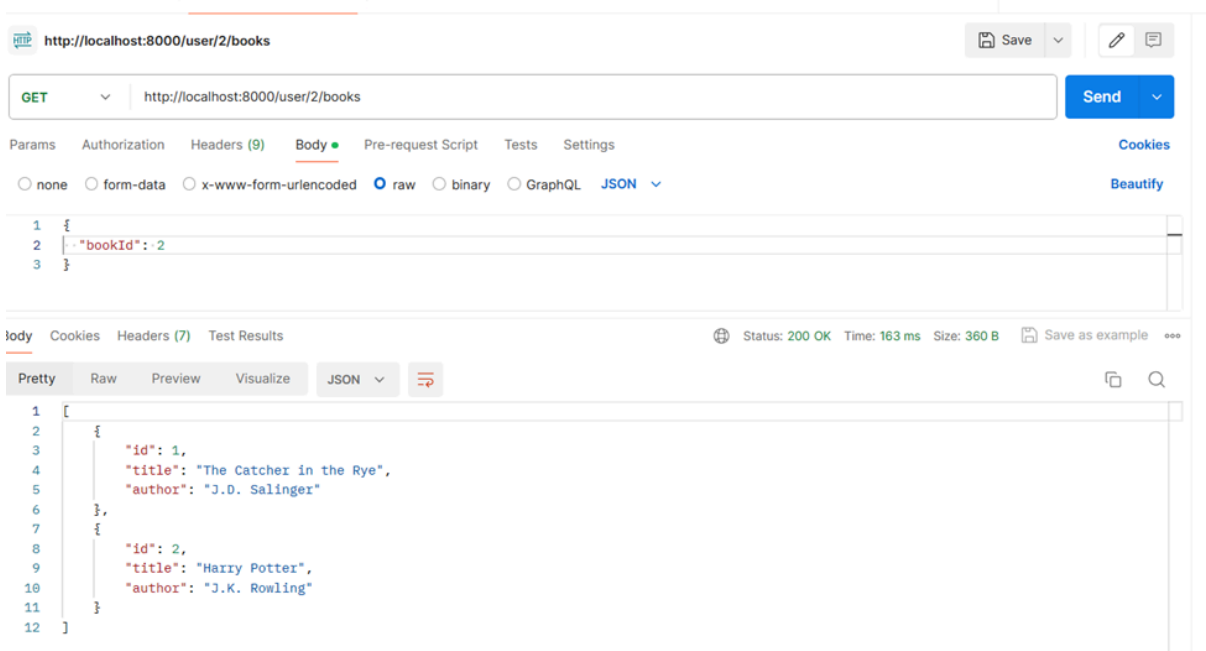 HTTP http://localhost:8000/user/2/books Save
GET http://localhost:8000/user/2/books Send
Params Authorization Headers (9) Body Pre-request Script Tests Settings Cookies
none form-data x-www-form-urlencoded raw binary GraphQL JSON Beautify
1 {
2 "bookId": 2
3 }
Body Cookies Headers (7) Test Results Status: 200 OK Time: 163 ms Size: 360 B Save as example
Pretty Raw Preview Visualize JSON
1 [
2 {
3 "id": 1,
4 "title": "The Catcher in the Rye",
5 "author": "J.D. Salinger"
6 },
7 {
8 "id": 2,
9 "title": "Harry Potter",
10 "author": "J.K. Rowling"
11 }
12 ]